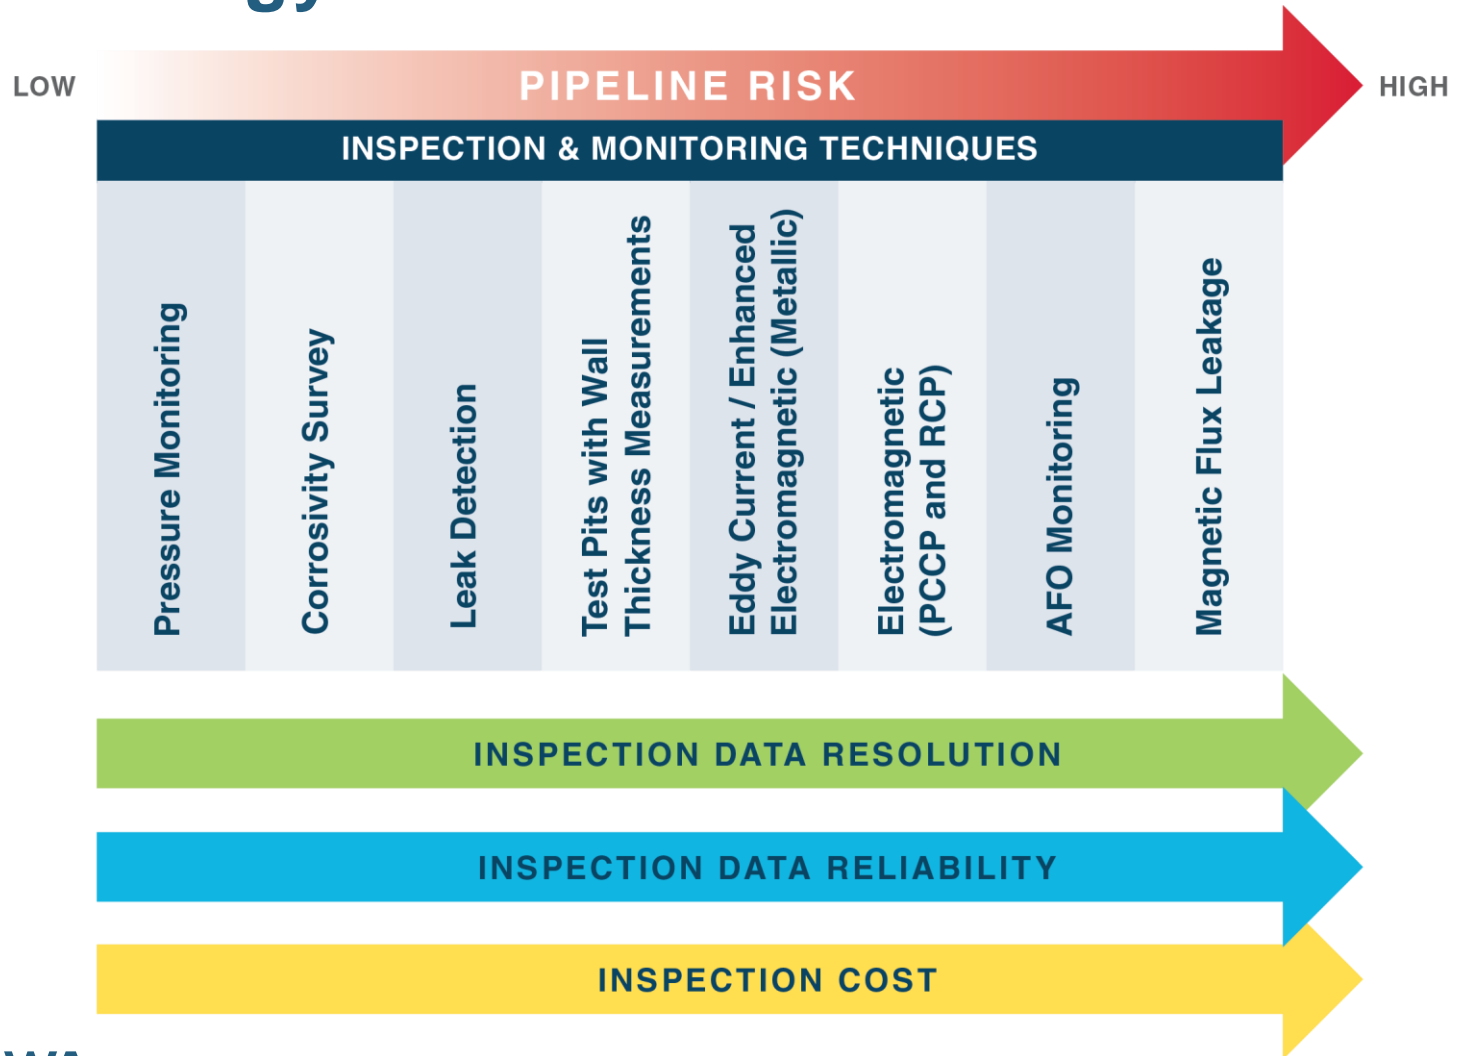 LOW
PIPELINE RISK
HIGH
INSPECTION & MONITORING TECHNIQUES
Pressure Monitoring
Corrosivity Survey
Leak Detection
Test Pits with Wall
Thickness Measurements
Eddy Current / Enhanced
Electromagnetic (Metallic)
Electromagnetic
(PCCP and RCP)
AFO Monitoring
Magnetic Flux Leakage
INSPECTION DATA RESOLUTION
INSPECTION DATA RELIABILITY
INSPECTION COST